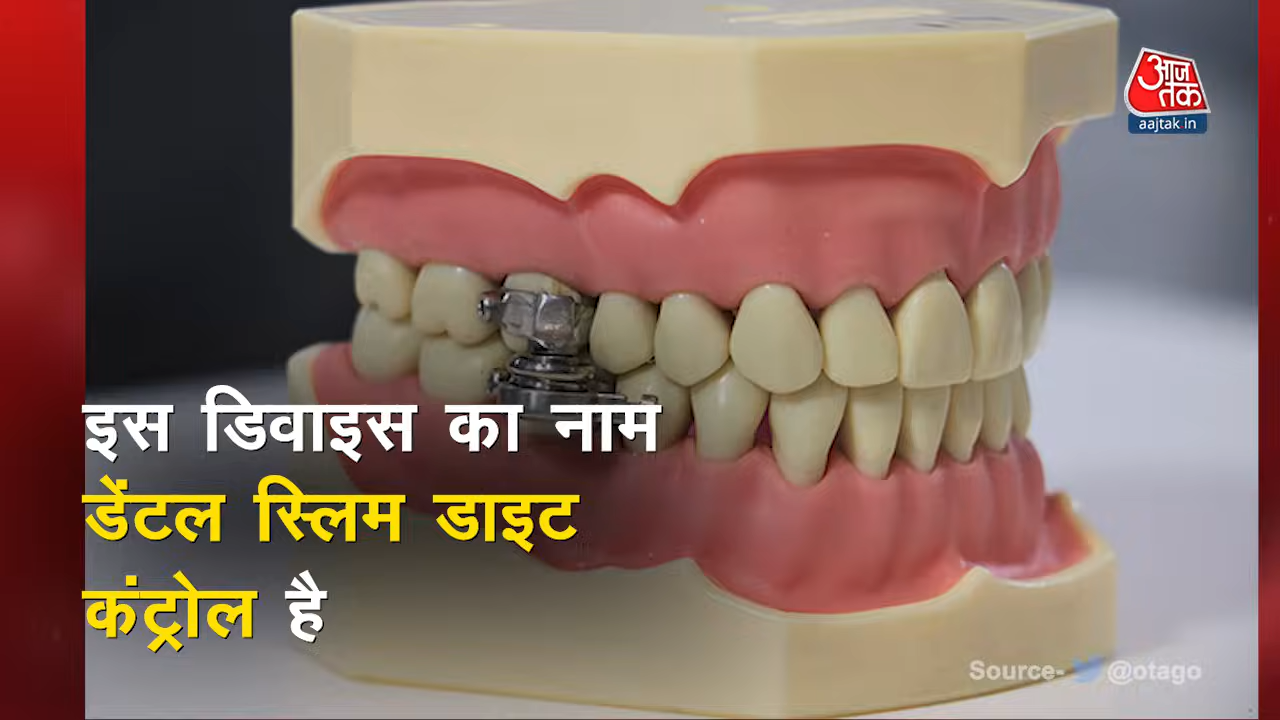 आज
तक
aajtak.in
इस डिवाइस का नाम
डेंटल स्लिम डाइट
कंट्रोल है
Source- @otago